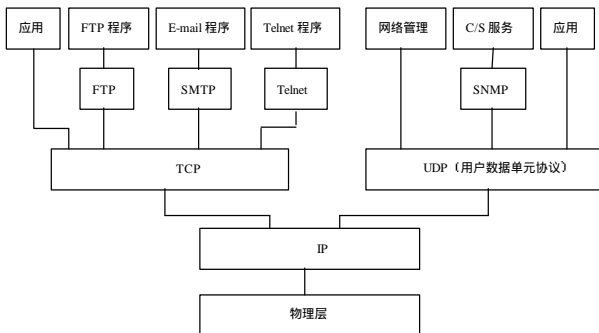 应用
FTP 程序
E-mail 程序
Telnet 程序
网络管理
C/S 服务
应用
FTP
SMTP
Telnet
SNMP
TCP
UDP（用户数据单元协议）
IP
物理层